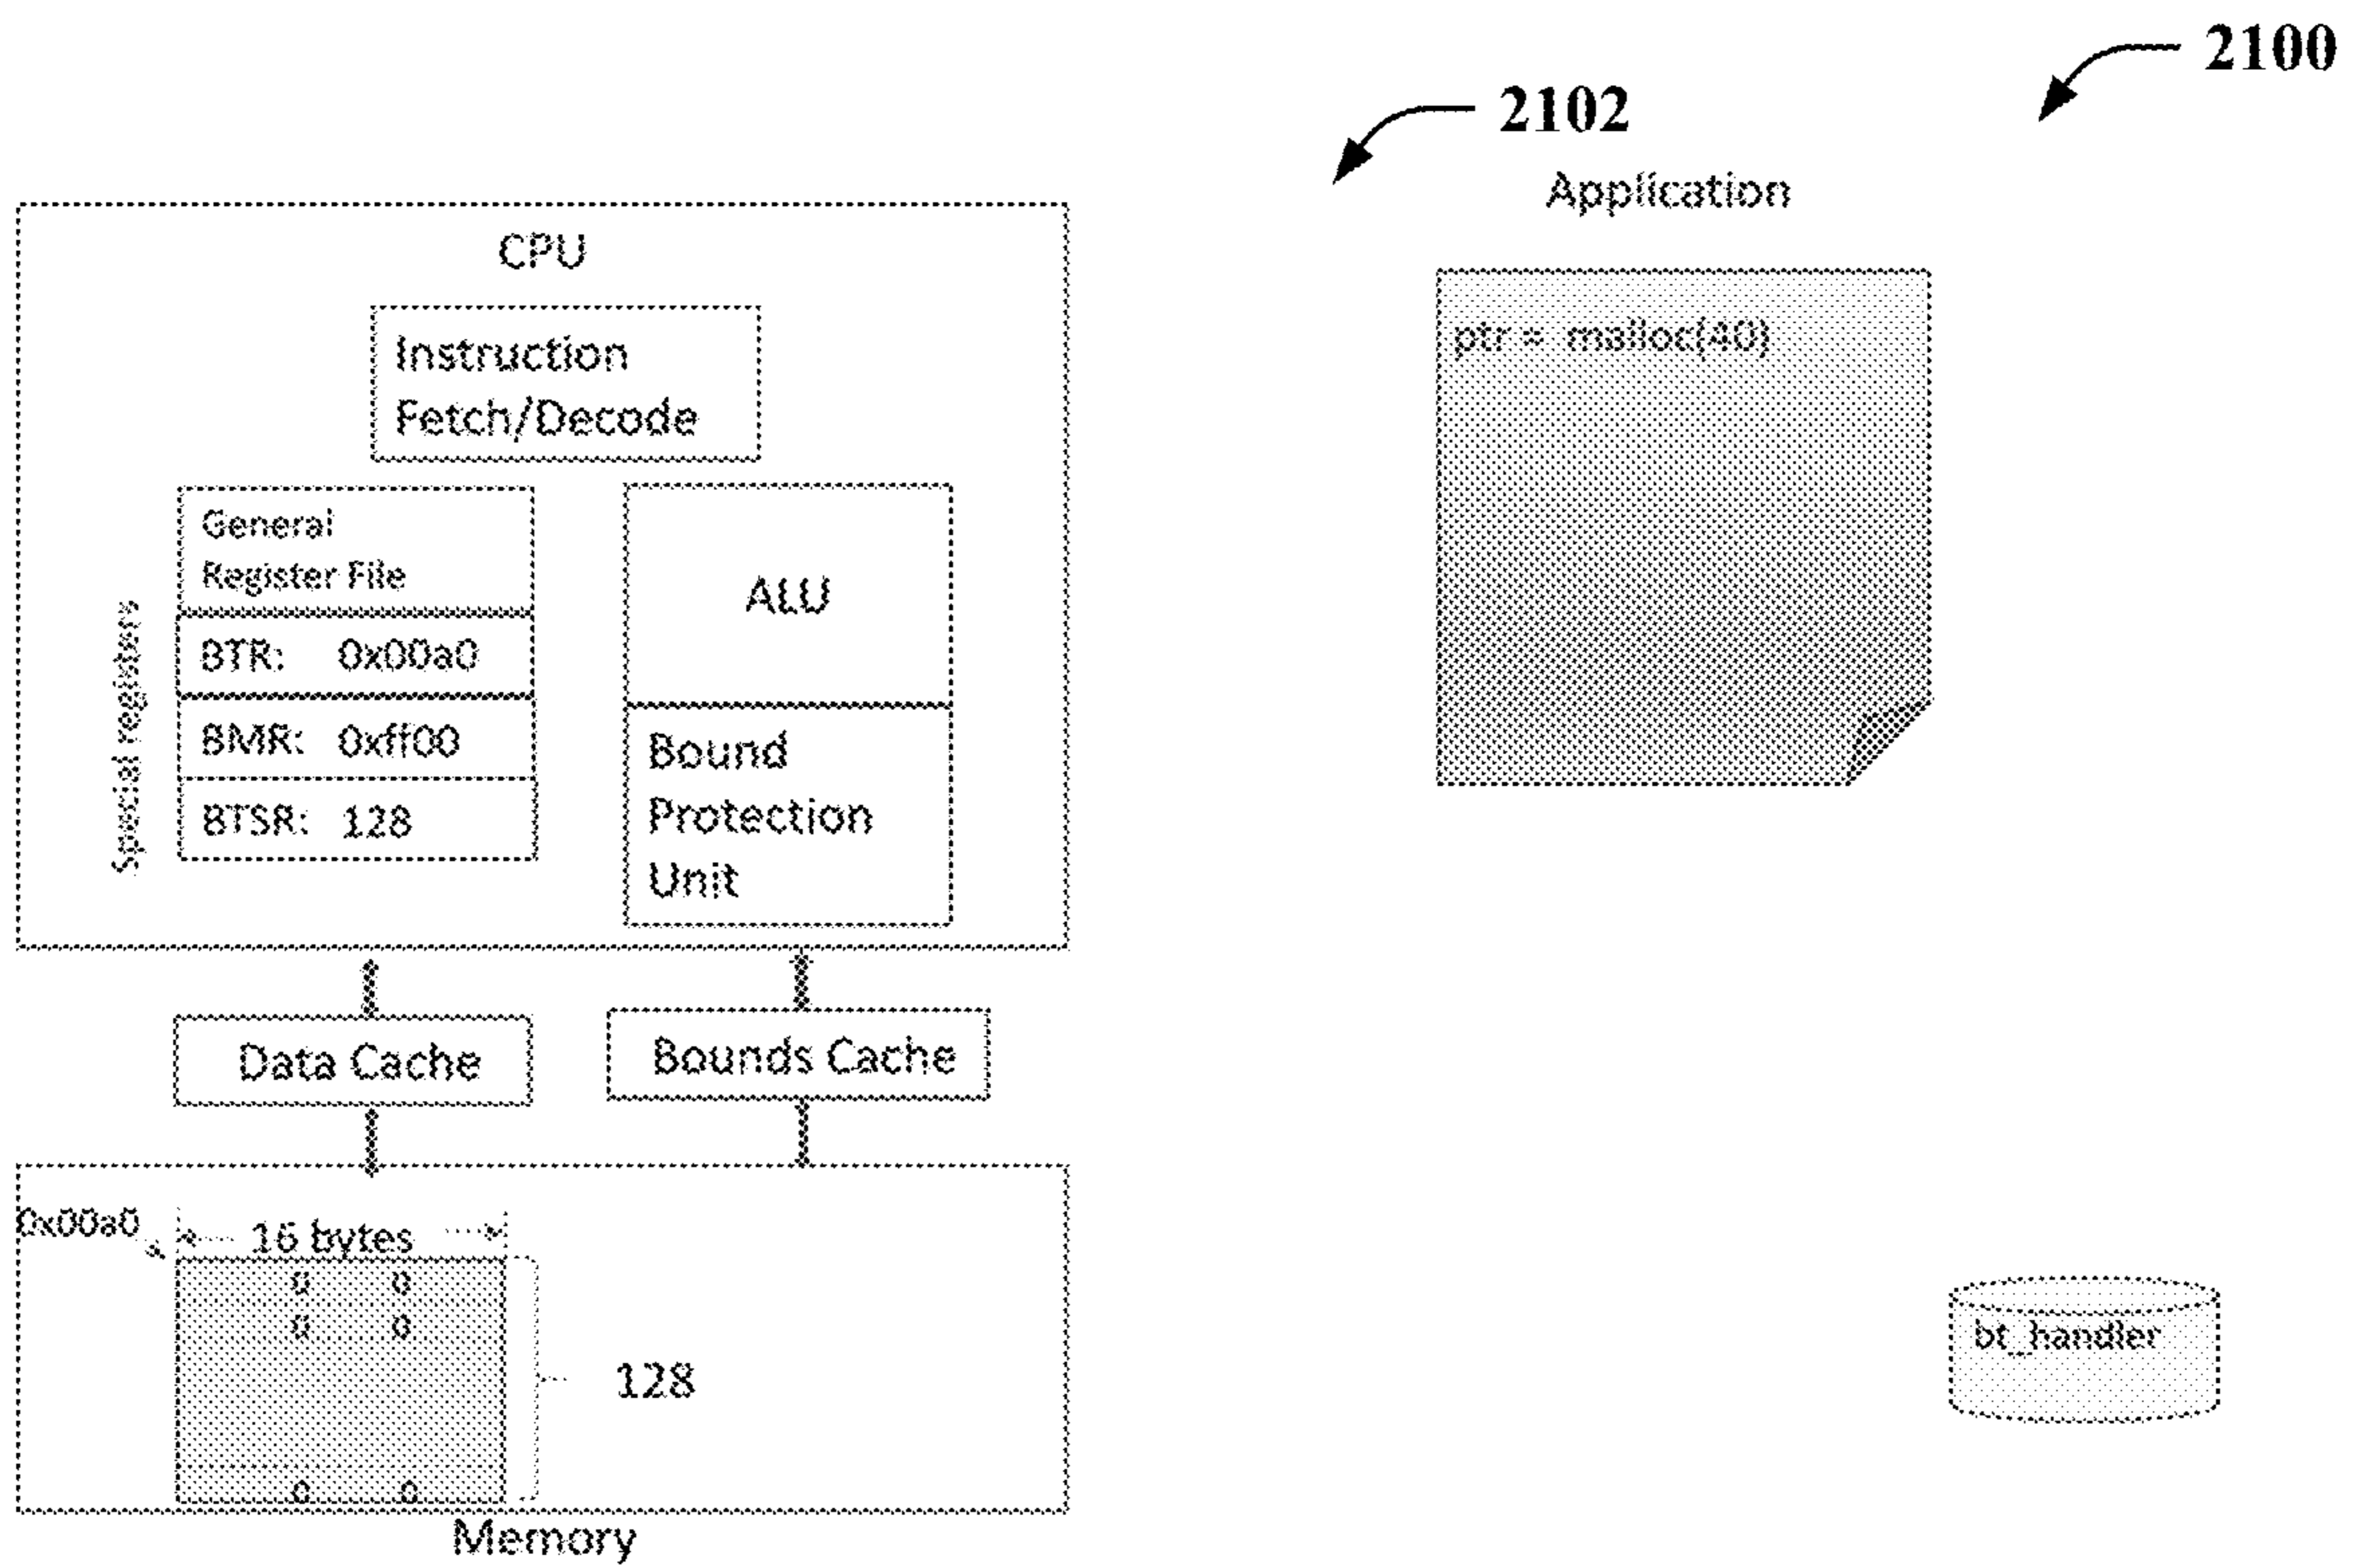 2100
2102
Application
ptr = malloc(40)
CPU
Instruction
Fetch/Decode
General
Register File
Special registers
BTR: 0x00a0
BMR: 0xff00
BTSR: 128
ALU
Bound
Protection
Unit
Data Cache
Bounds Cache
0x00a0
16 bytes
0 0
0 0
128
0 0
Memory
bt_handler